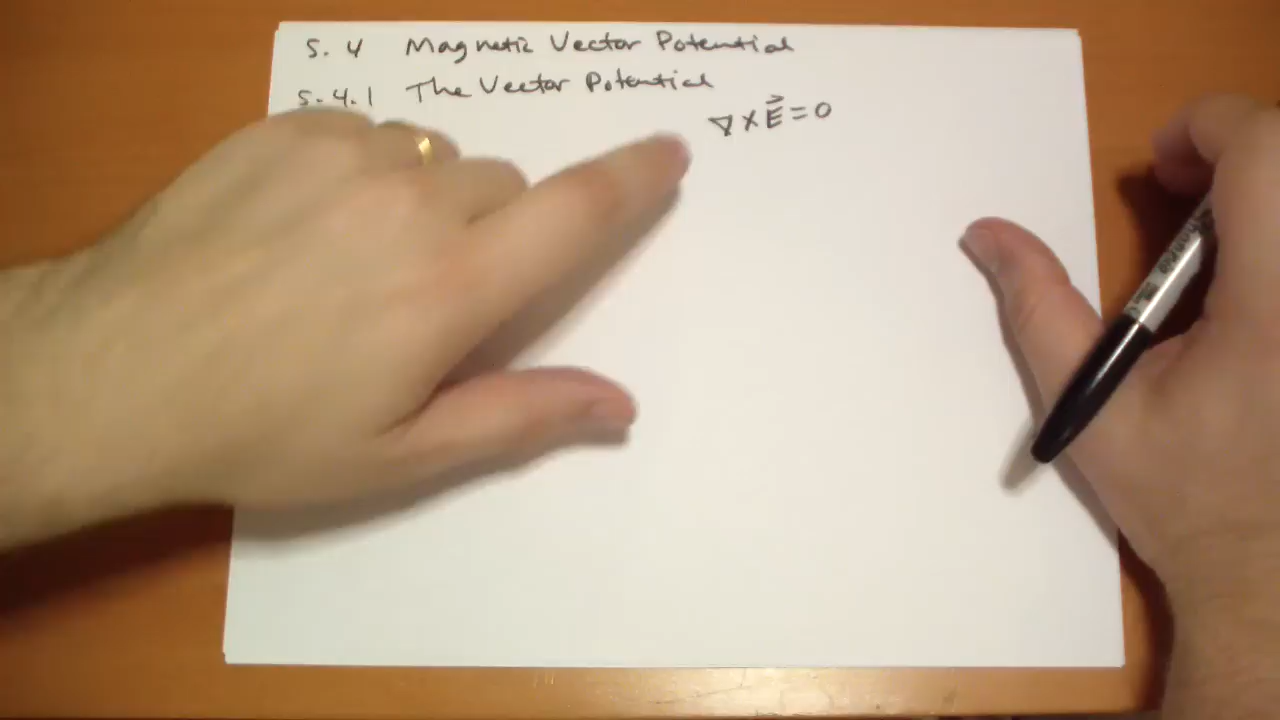 5.4 Magnetic Vector Potential
5.4.1 The Vector Potential
∇ × E⃗ = 0